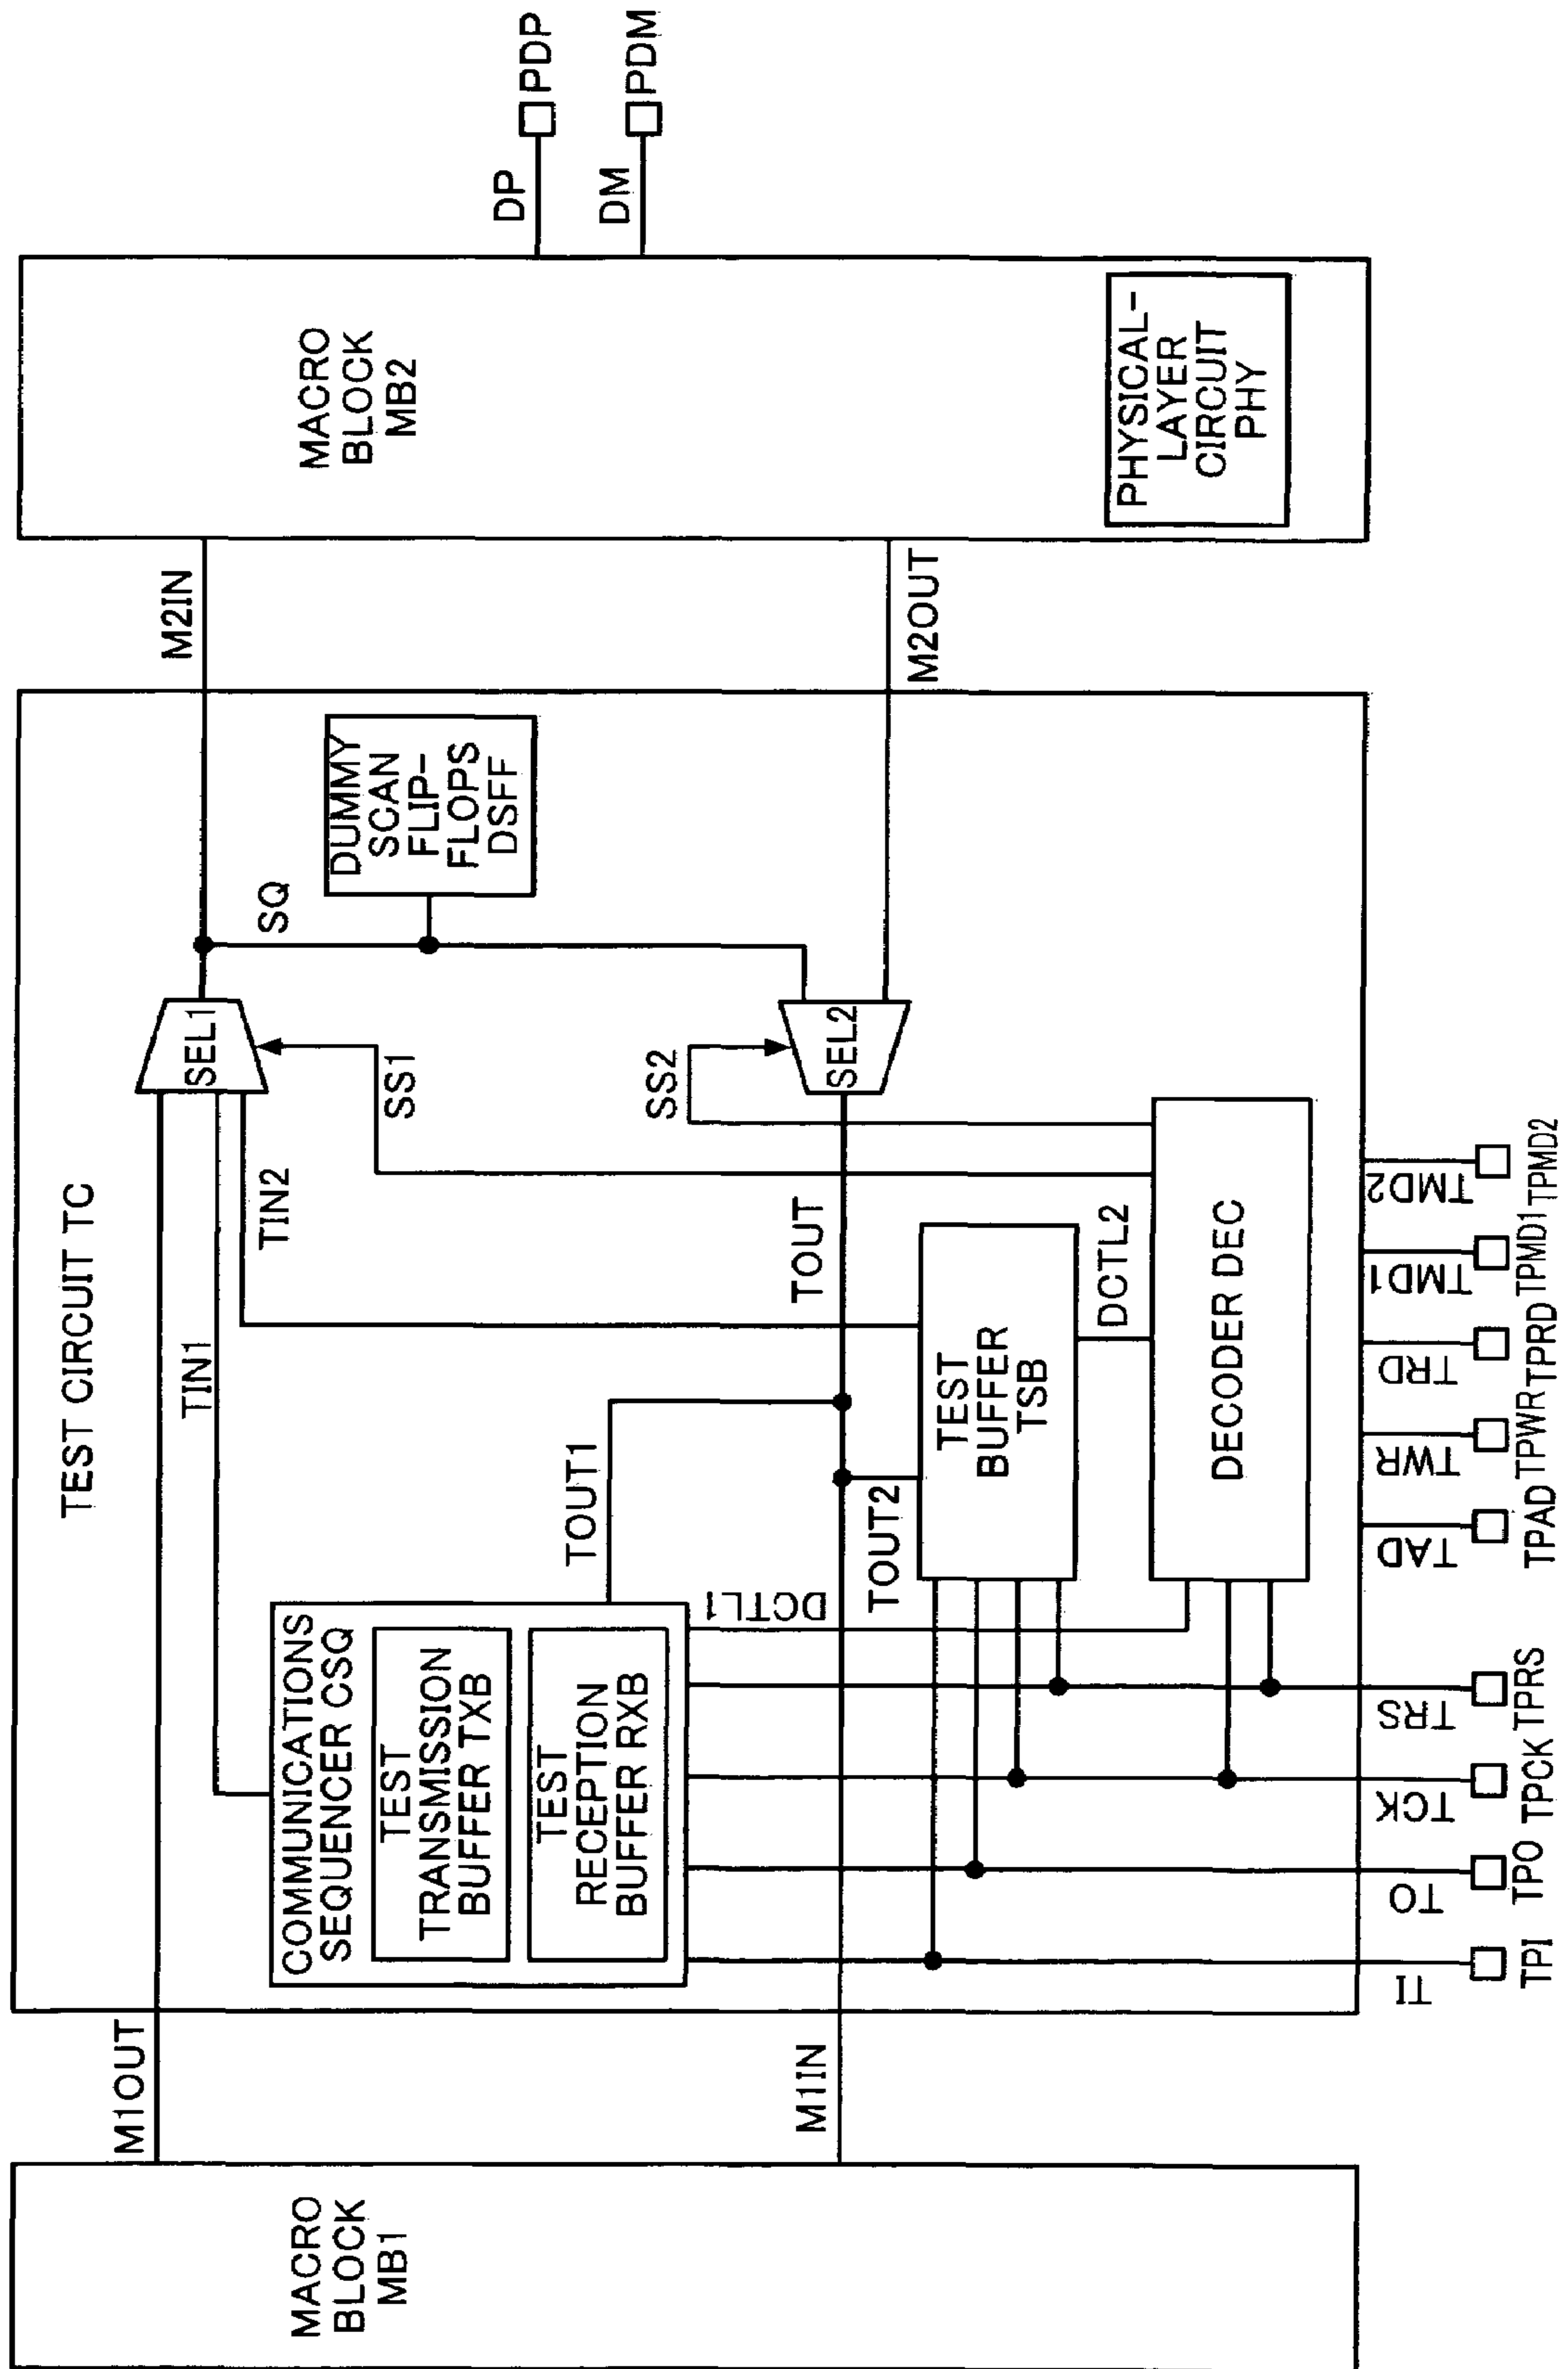 MACRO
BLOCK
MB1
M1OUT
M1IN
TEST CIRCUIT TC
COMMUNICATIONS
SEQUENCER CSQ
TEST
TRANSMISSION
BUFFER TXB
TEST
RECEPTION
BUFFER RXB
TIN1
TIN2
SEL1
SS1
SQ
DUMMY
SCAN
FLIP-
FLOPS
DSFF
TOUT1
DCTL1
TOUT2
TOUT
SS2
SEL2
TEST
BUFFER
TSB
DCTL2
DECODER DEC
M2IN
M2OUT
MACRO
BLOCK
MB2
PHYSICAL-
LAYER
CIRCUIT
PHY
DP
PDP
DM
PDM
TI
TO
TCK
TRS
TAD
TWR
TRD
TMD1
TMD2
TPI
TPO
TPCK
TPRS
TPAD
TPWR
TPRD
TPMD1
TPMD2